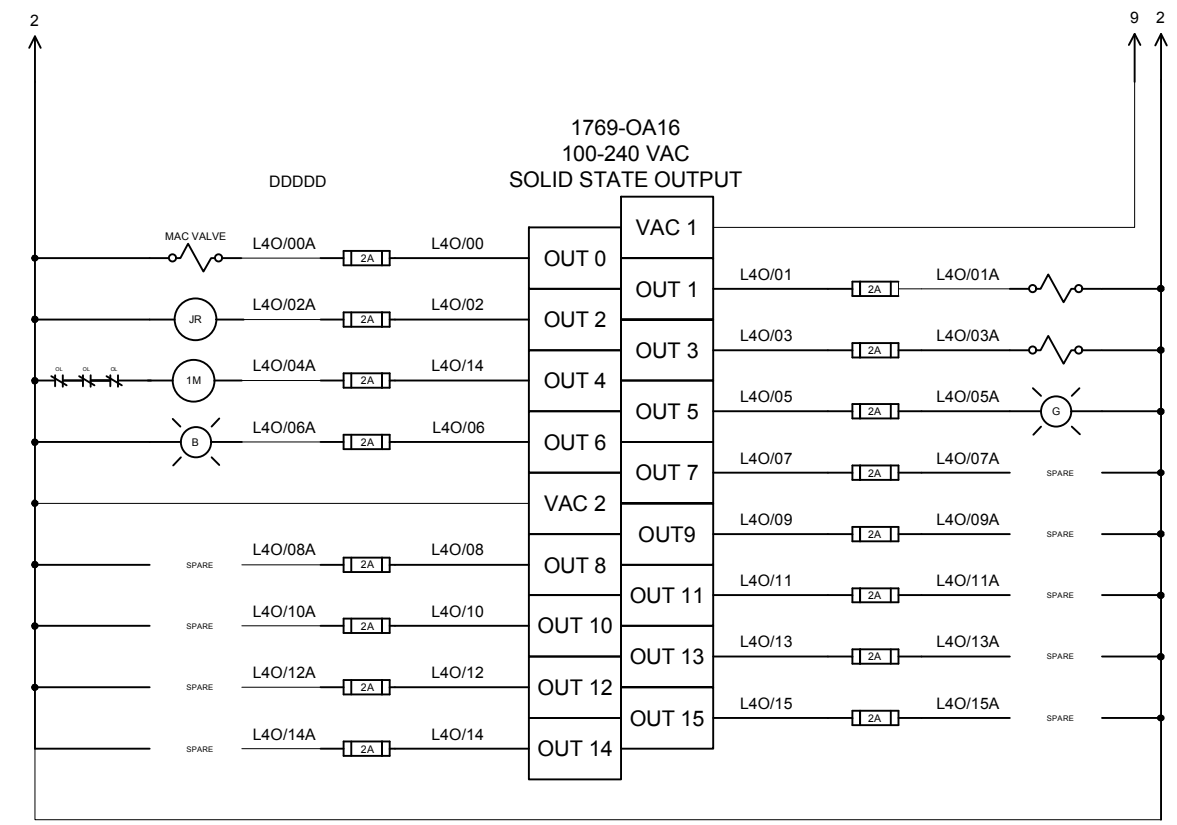 2
9 2
1769-OA16
100-240 VAC
SOLID STATE OUTPUT
DDDDD
VAC 1
MAC VALVE L4O/00A 2A L4O/00 OUT 0
OUT 1 L4O/01 2A L4O/01A
JR L4O/02A 2A L4O/02 OUT 2
OUT 3 L4O/03 2A L4O/03A
OL OL OL 1M L4O/04A 2A L4O/14 OUT 4
OUT 5 L4O/05 2A L4O/05A G
B L4O/06A 2A L4O/06 OUT 6
OUT 7 L4O/07 2A L4O/07A SPARE
VAC 2
OUT9 L4O/09 2A L4O/09A SPARE
SPARE L4O/08A 2A L4O/08 OUT 8
OUT 11 L4O/11 2A L4O/11A SPARE
SPARE L4O/10A 2A L4O/10 OUT 10
OUT 13 L4O/13 2A L4O/13A SPARE
SPARE L4O/12A 2A L4O/12 OUT 12
OUT 15 L4O/15 2A L4O/15A SPARE
SPARE L4O/14A 2A L4O/14 OUT 14